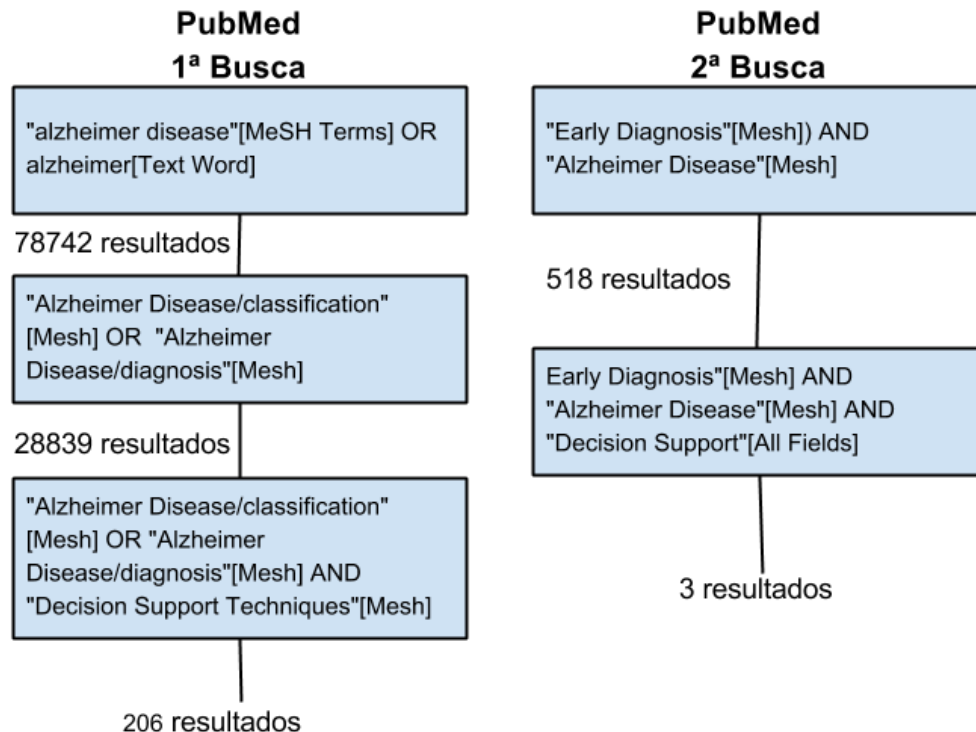 PubMed
1ª Busca
"alzheimer disease"[MeSH Terms] OR
alzheimer[Text Word]
78742 resultados
"Alzheimer Disease/classification"
[Mesh] OR "Alzheimer
Disease/diagnosis"[Mesh]
28839 resultados
"Alzheimer Disease/classification"
[Mesh] OR "Alzheimer
Disease/diagnosis"[Mesh] AND
"Decision Support Techniques"[Mesh]
206 resultados
PubMed
2ª Busca
"Early Diagnosis"[Mesh]) AND
"Alzheimer Disease"[Mesh]
518 resultados
Early Diagnosis"[Mesh] AND
"Alzheimer Disease"[Mesh] AND
"Decision Support"[All Fields]
3 resultados